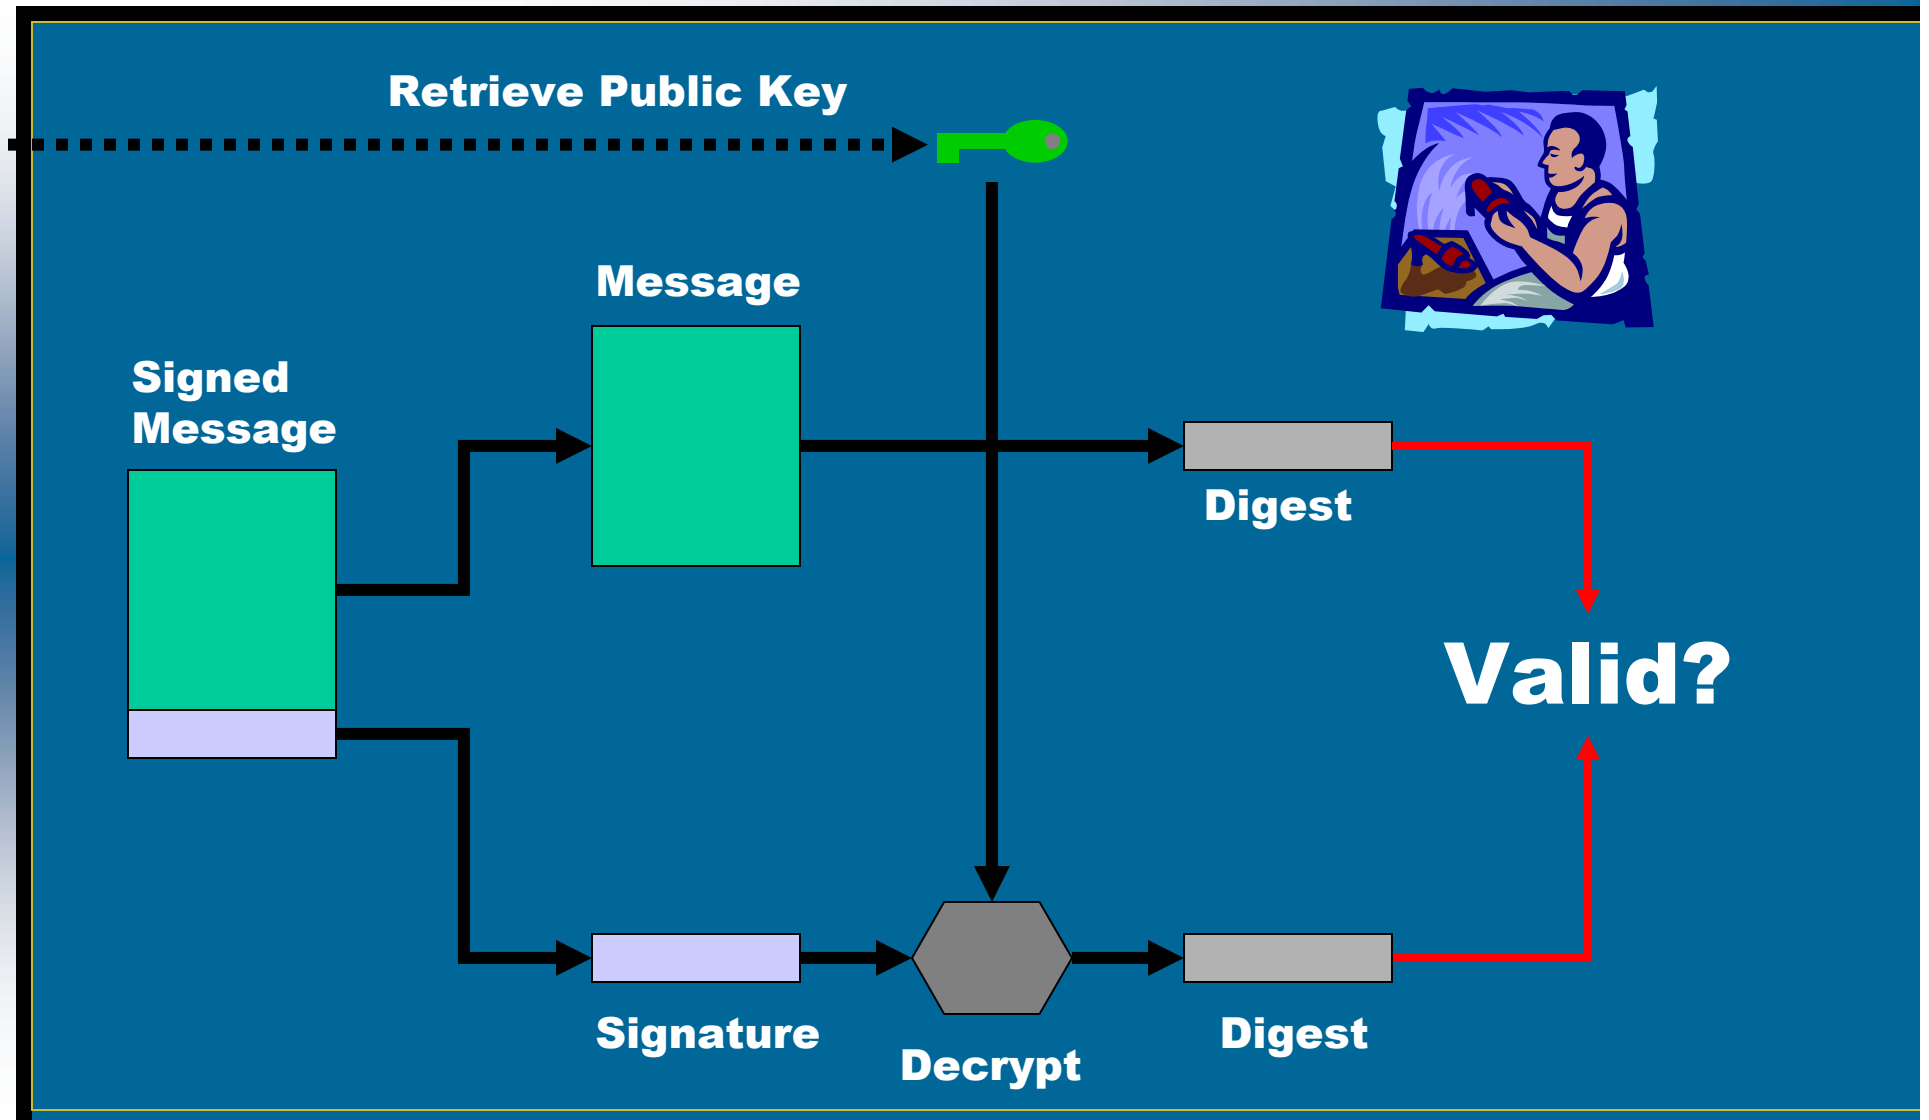 Retrieve Public Key
Message
Signed
Message
Digest
Valid?
Signature
Decrypt
Digest